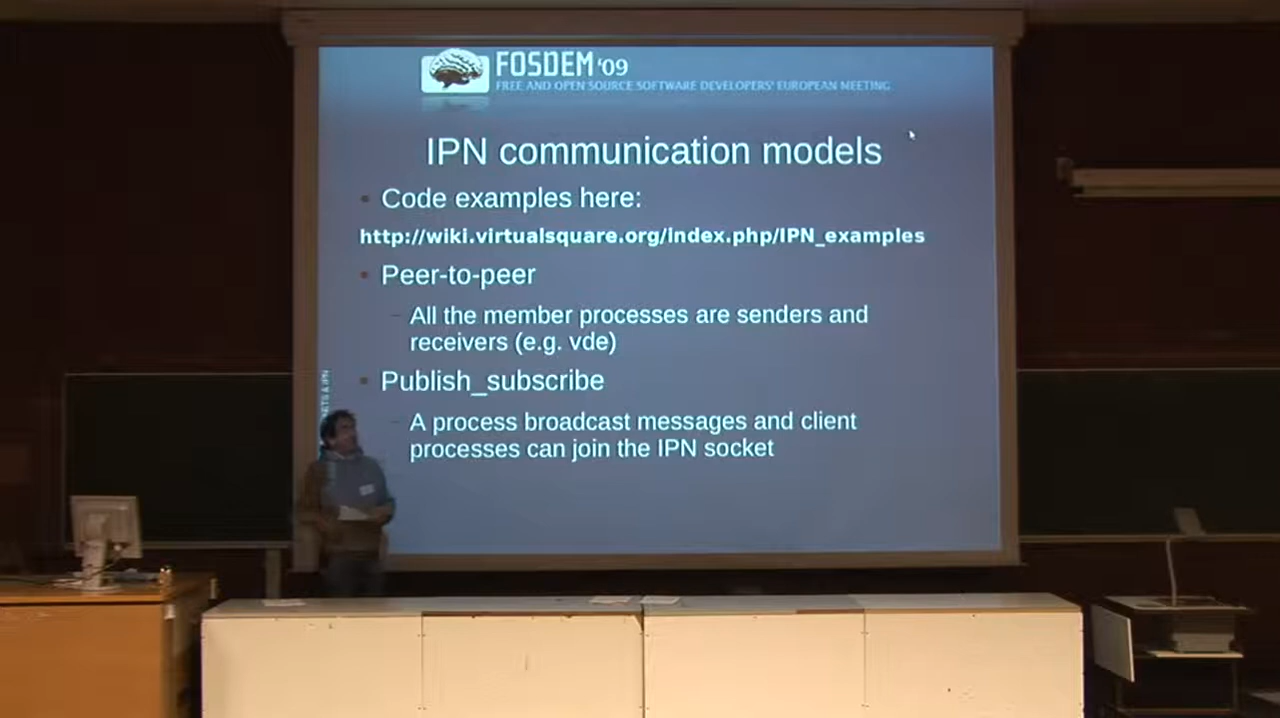 FOSDEM '09
FREE AND OPEN SOURCE SOFTWARE DEVELOPERS' EUROPEAN MEETING
IPN communication models
Code examples here:
http://wiki.virtualsquare.org/index.php/IPN_examples
Peer-to-peer
All the member processes are senders and
receivers (e.g. vde)
Publish_subscribe
A process broadcast messages and client
processes can join the IPN socket
& IPN